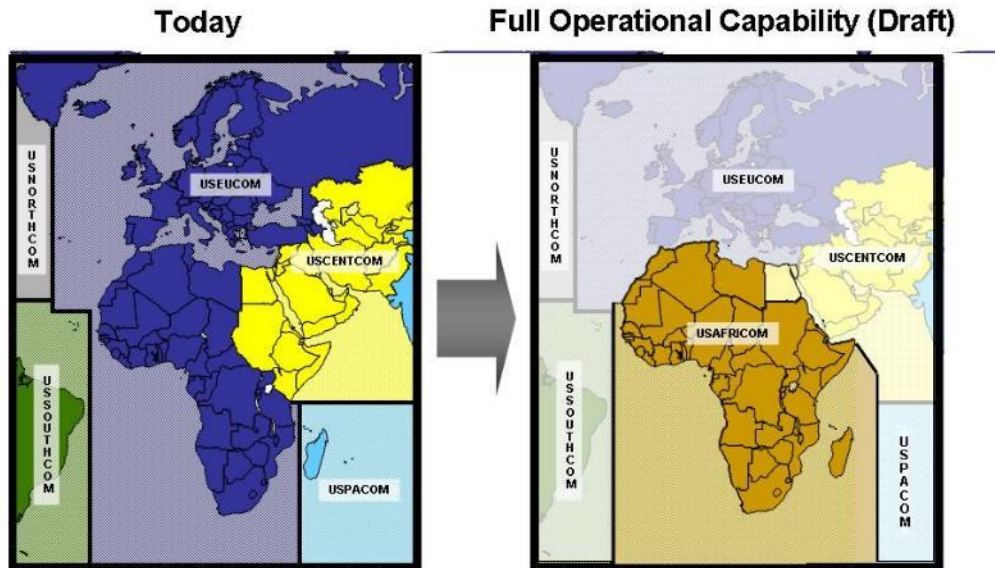 Today
Full Operational Capability (Draft)
USNORTHCOM
USEUCOM
USCENTCOM
USSOUTHCOM
USPACOM
USNORTHCOM
USEUCOM
USCENTCOM
USAFRICOM
USSOUTHCOM
USPACOM